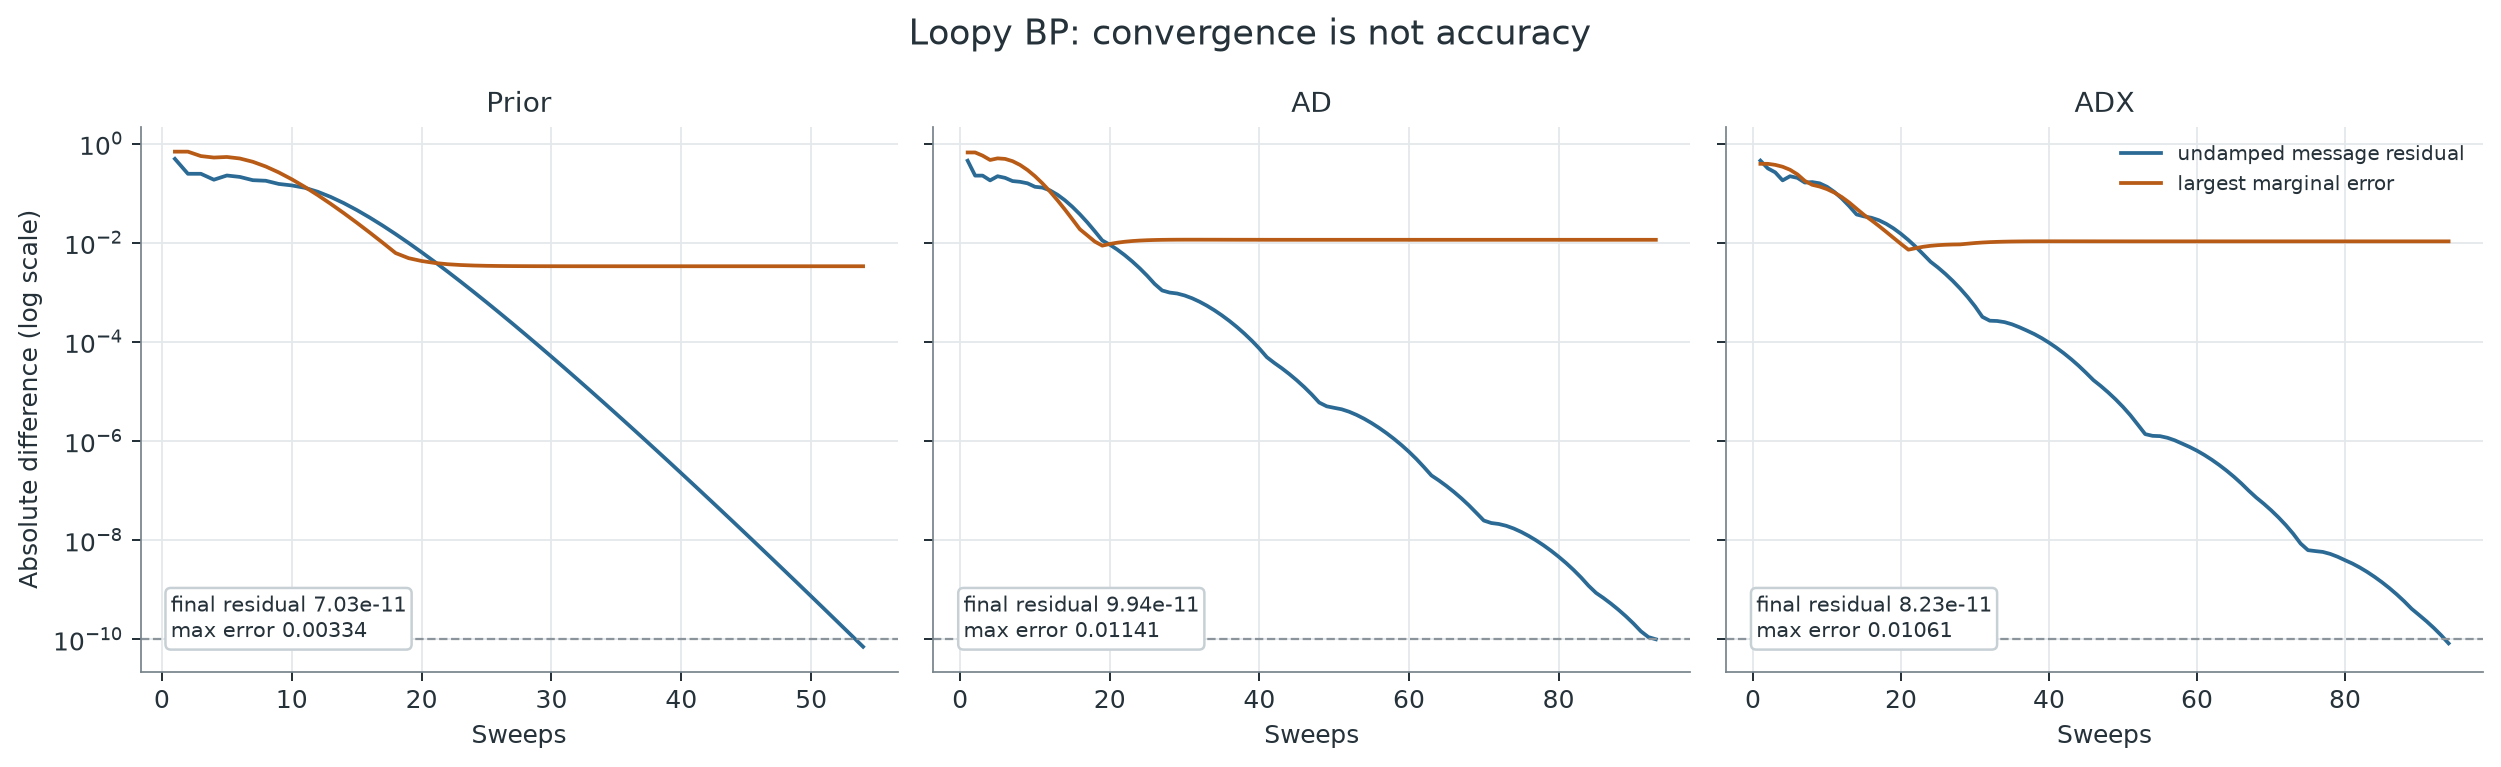 Loopy BP: convergence is not accuracy
Prior
AD
ADX
Absolute difference (log scale)
10⁰
10⁻²
10⁻⁴
10⁻⁶
10⁻⁸
10⁻¹⁰
undamped message residual
largest marginal error
final residual 7.03e-11
max error 0.00334
final residual 9.94e-11
max error 0.01141
final residual 8.23e-11
max error 0.01061
0 10 20 30 40 50
0 20 40 60 80
0 20 40 60 80
Sweeps
Sweeps
Sweeps